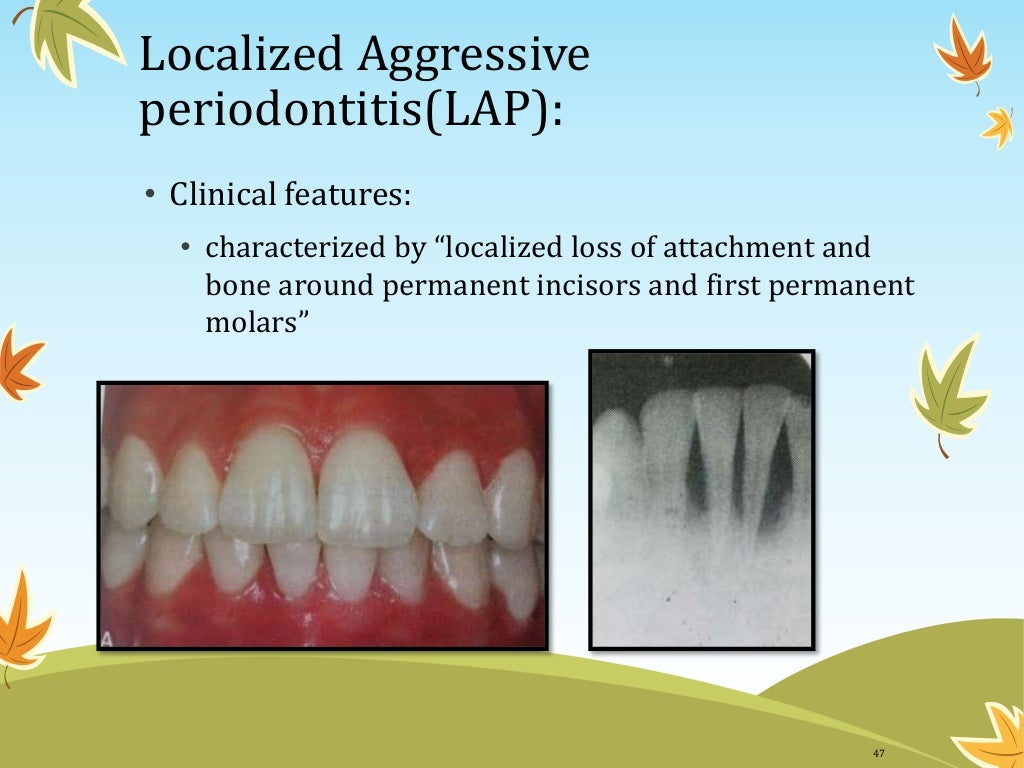 Localized Aggressive
periodontitis(LAP):
• Clinical features:
• characterized by “localized loss of attachment and
bone around permanent incisors and first permanent
molars”
A
47